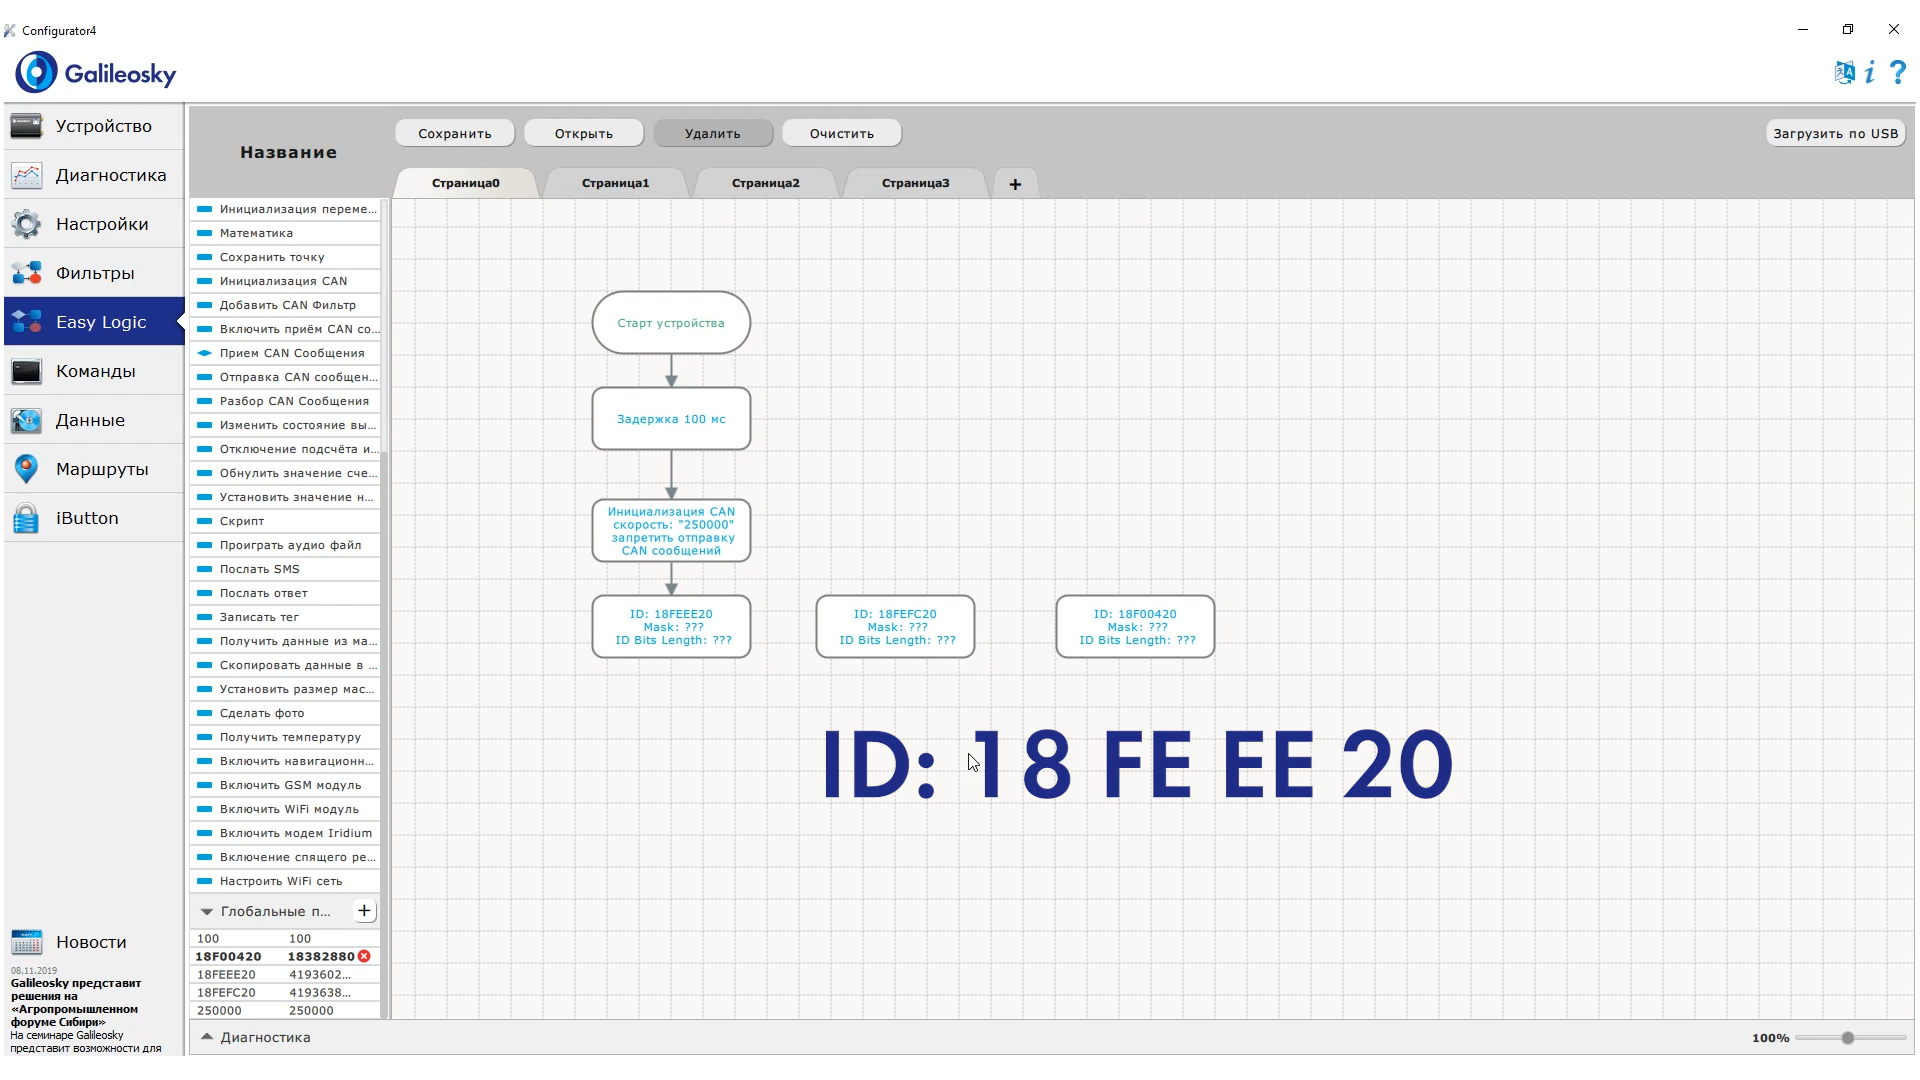 Configurator4
Galileosky
Устройство
Диагностика
Настройки
Фильтры
Easy Logic
Команды
Данные
Маршруты
iButton
Новости
08.11.2019
Galileosky представит
решения на
«Агропромышленном
форуме Сибири»
На семинаре Galileosky
представит возможности для
Название
Сохранить
Открыть
Удалить
Очистить
Загрузить по USB
Страница0
Страница1
Страница2
Страница3
+
Инициализация переме...
Математика
Сохранить точку
Инициализация CAN
Добавить CAN Фильтр
Включить приём CAN со...
Прием CAN Сообщения
Отправка CAN сообщен...
Разбор CAN Сообщения
Изменить состояние вы...
Отключение подсчёта и...
Обнулить значение сче...
Установить значение н...
Скрипт
Проиграть аудио файл
Послать SMS
Послать ответ
Записать тег
Получить данные из ма...
Скопировать данные в ...
Установить размер мас...
Сделать фото
Получить температуру
Включить навигационн...
Включить GSM модуль
Включить WiFi модуль
Включить модем Iridium
Включение спящего ре...
Настроить WiFi сеть
Глобальные п... +
100 100
18F00420 18382880
18FEEE20 4193602...
18FEFC20 4193638...
250000 250000
Старт устройства
Задержка 100 мс
Инициализация CAN
скорость: "250000"
запретить отправку
CAN сообщений
ID: 18FEEE20
Mask: ???
ID Bits Length: ???
ID: 18FEFC20
Mask: ???
ID Bits Length: ???
ID: 18F00420
Mask: ???
ID Bits Length: ???
ID: 18 FE EE 20
Диагностика
100%